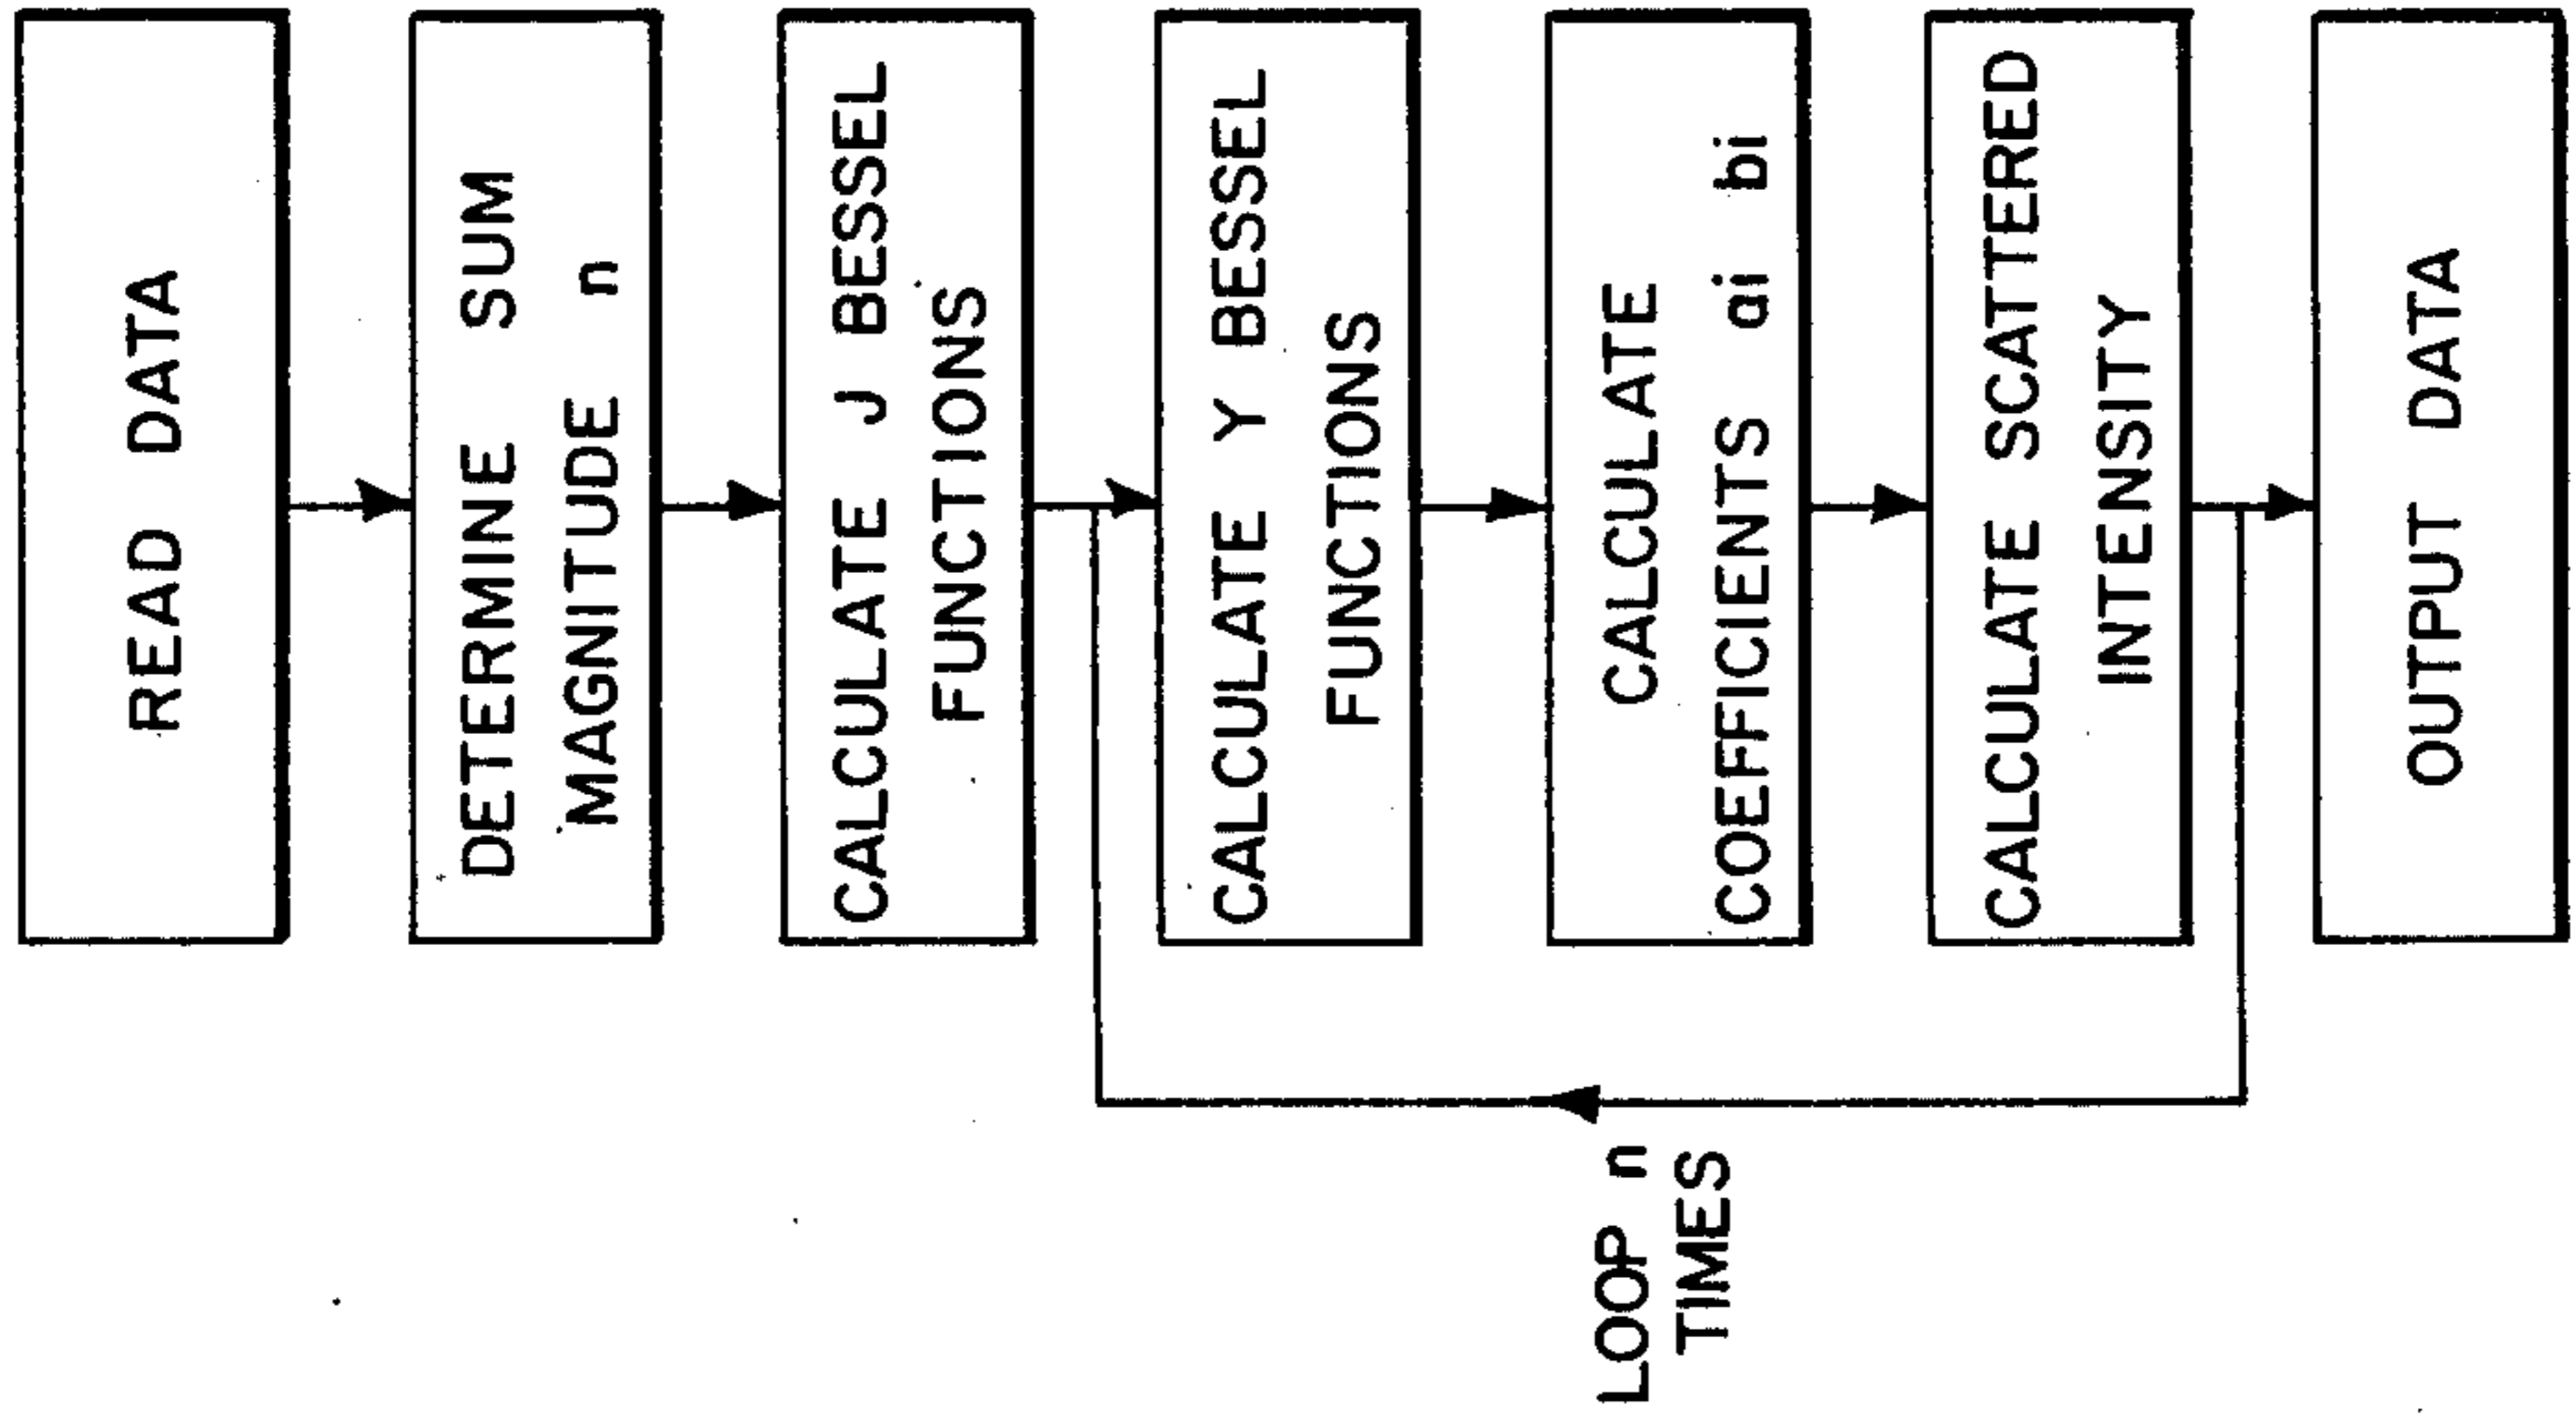 READ DATA
DETERMINE SUM
MAGNITUDE n
CALCULATE J BESSEL
FUNCTIONS
CALCULATE Y BESSEL
FUNCTIONS
CALCULATE
COEFFICIENTS ai bi
CALCULATE SCATTERED
INTENSITY
OUTPUT DATA
LOOP n
TIMES